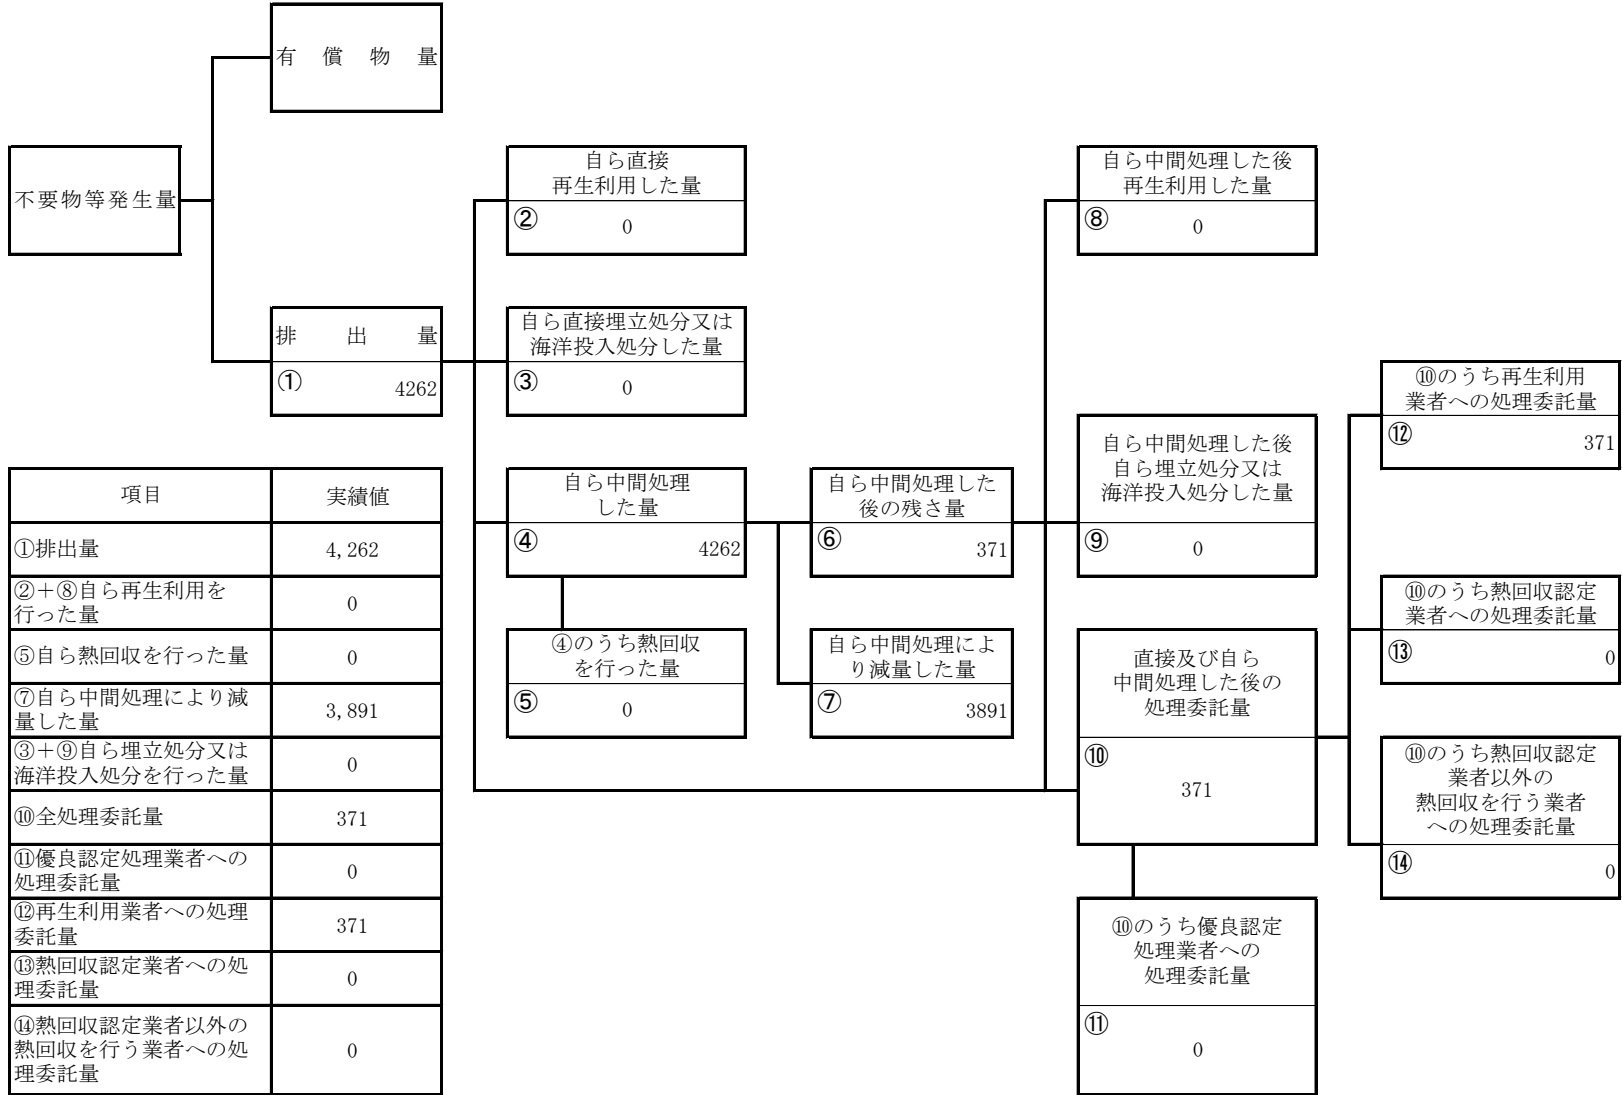 有償物量
不要物等発生量
排出量
① 4262
自ら直接
再生利用した量
② 0
自ら直接埋立処分又は
海洋投入処分した量
③ 0
自ら中間処理
した量
④ 4262
④のうち熱回収
を行った量
⑤ 0
自ら中間処理した
後の残さ量
⑥ 371
自ら中間処理によ
り減量した量
⑦ 3891
自ら中間処理した後
再生利用した量
⑧ 0
自ら中間処理した後
自ら埋立処分又は
海洋投入処分した量
⑨ 0
直接及び自ら
中間処理した後の
処理委託量
⑩
371
⑩のうち優良認定
処理業者への
処理委託量
⑪
0
⑩のうち再生利用
業者への処理委託量
⑫ 371
⑩のうち熱回収認定
業者への処理委託量
⑬ 0
⑩のうち熱回収認定
業者以外の
熱回収を行う業者
への処理委託量
⑭ 0
項目 実績値
①排出量 4,262
②+⑧自ら再生利用を
行った量 0
⑤自ら熱回収を行った量 0
⑦自ら中間処理により減
量した量 3,891
③+⑨自ら埋立処分又は
海洋投入処分を行った量 0
⑩全処理委託量 371
⑪優良認定処理業者への
処理委託量 0
⑫再生利用業者への処理
委託量 371
⑬熱回収認定業者への処
理委託量 0
⑭熱回収認定業者以外の
熱回収を行う業者への処 0
理委託量